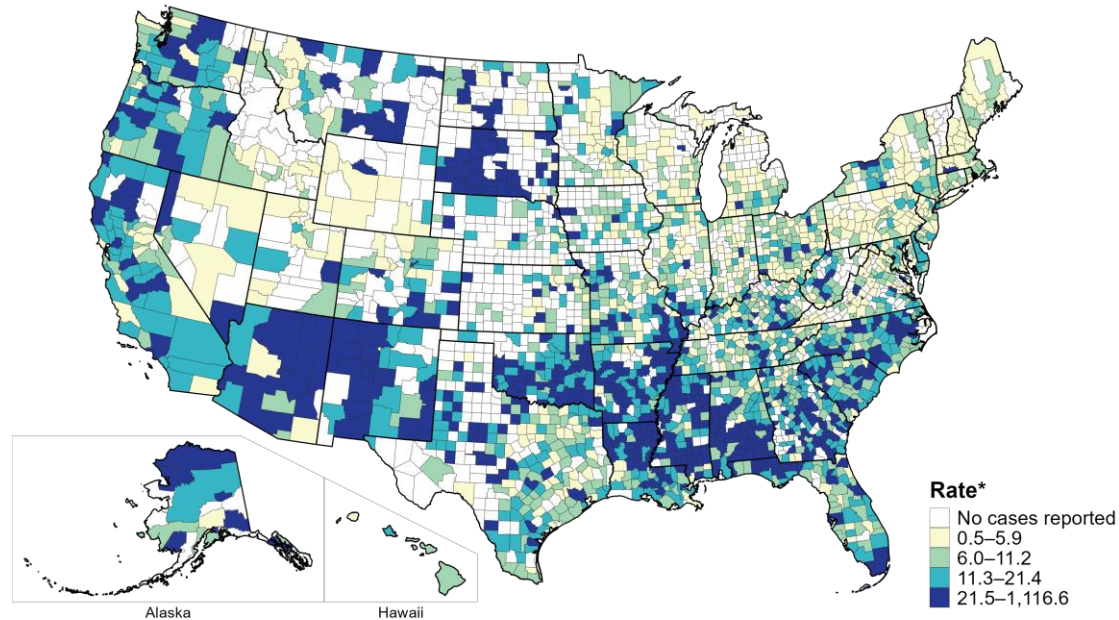 Alaska
Hawaii
Rate*
No cases reported
0.5–5.9
6.0–11.2
11.3–21.4
21.5–1,116.6